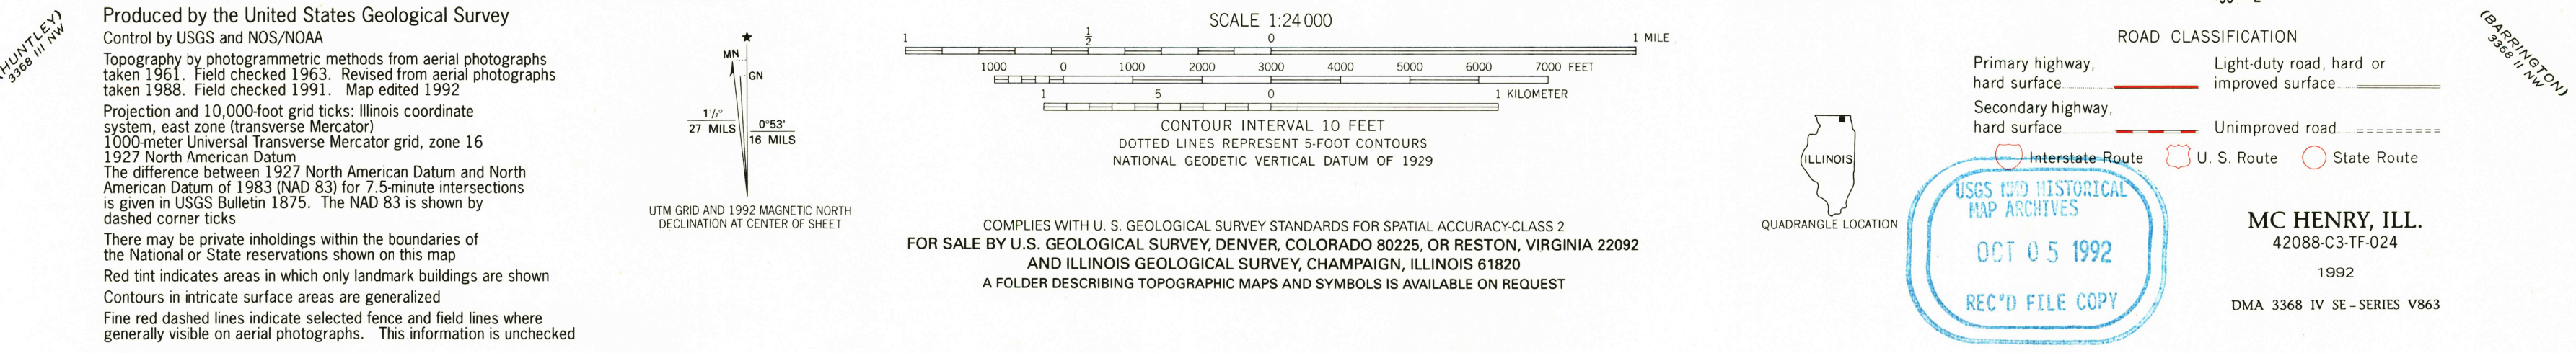 (HUNTLEY)
3368 III NW
Produced by the United States Geological Survey
Control by USGS and NOS/NOAA
Topography by photogrammetric methods from aerial photographs
taken 1961. Field checked 1963. Revised from aerial photographs
taken 1988. Field checked 1991. Map edited 1992
Projection and 10,000-foot grid ticks: Illinois coordinate
system, east zone (transverse Mercator)
1000-meter Universal Transverse Mercator grid, zone 16
1927 North American Datum
The difference between 1927 North American Datum and North
American Datum of 1983 (NAD 83) for 7.5-minute intersections
is given in USGS Bulletin 1875. The NAD 83 is shown by
dashed corner ticks
There may be private inholdings within the boundaries of
the National or State reservations shown on this map
Red tint indicates areas in which only landmark buildings are shown
Contours in intricate surface areas are generalized
Fine red dashed lines indicate selected fence and field lines where
generally visible on aerial photographs. This information is unchecked
MN
GN
1½°
27 MILS
0°53'
16 MILS
UTM GRID AND 1992 MAGNETIC NORTH
DECLINATION AT CENTER OF SHEET
SCALE 1:24 000
1 ½ 0 1 MILE
1000 0 1000 2000 3000 4000 5000 6000 7000 FEET
1 .5 0 1 KILOMETER
CONTOUR INTERVAL 10 FEET
DOTTED LINES REPRESENT 5-FOOT CONTOURS
NATIONAL GEODETIC VERTICAL DATUM OF 1929
COMPLIES WITH U. S. GEOLOGICAL SURVEY STANDARDS FOR SPATIAL ACCURACY-CLASS 2
FOR SALE BY U.S. GEOLOGICAL SURVEY, DENVER, COLORADO 80225, OR RESTON, VIRGINIA 22092
AND ILLINOIS GEOLOGICAL SURVEY, CHAMPAIGN, ILLINOIS 61820
A FOLDER DESCRIBING TOPOGRAPHIC MAPS AND SYMBOLS IS AVAILABLE ON REQUEST
ILLINOIS
QUADRANGLE LOCATION
ROAD CLASSIFICATION
Primary highway,
hard surface
Light-duty road, hard or
improved surface
Secondary highway,
hard surface
Unimproved road
Interstate Route U. S. Route State Route
USGS NMD HISTORICAL
MAP ARCHIVES
OCT 05 1992
REC'D FILE COPY
MC HENRY, ILL.
42088-C3-TF-024
1992
DMA 3368 IV SE-SERIES V863
(BARRINGTON)
3368 II NW